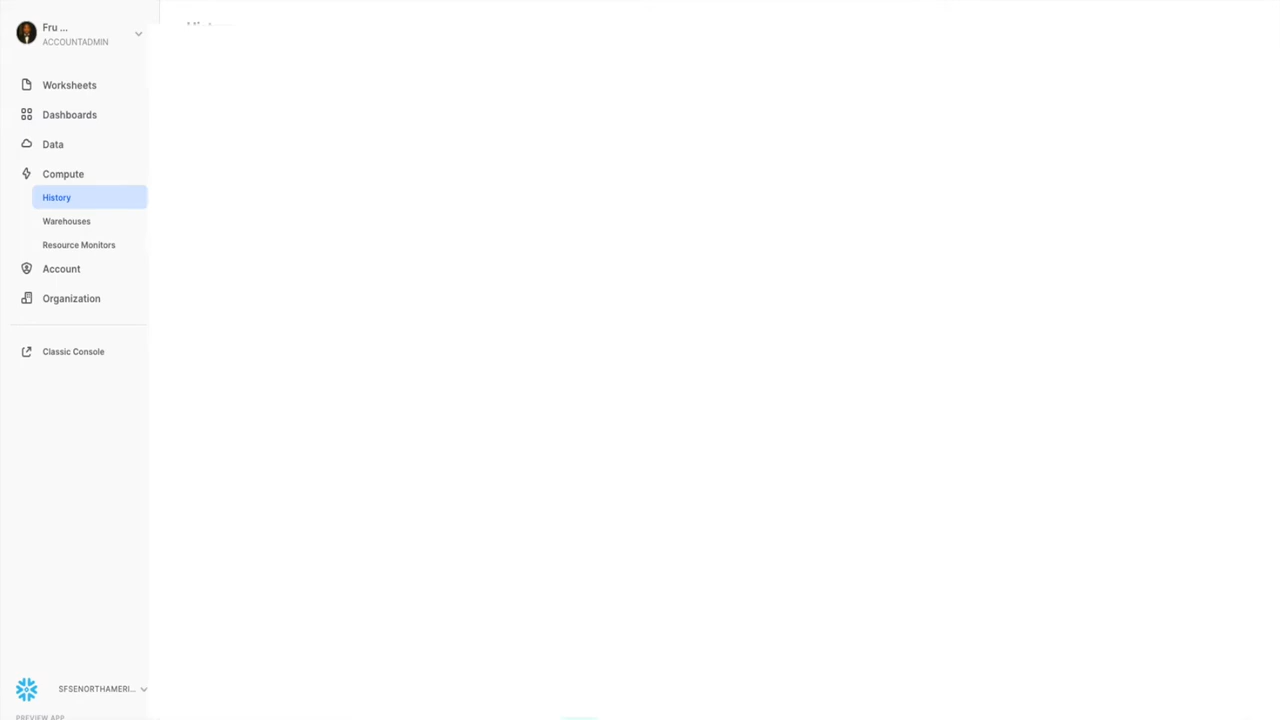 Fru ...
ACCOUNTADMIN
Worksheets
Dashboards
Data
Compute
History
Warehouses
Resource Monitors
Account
Organization
Classic Console
SFSENORTHAMERI...
PREVIEW APP